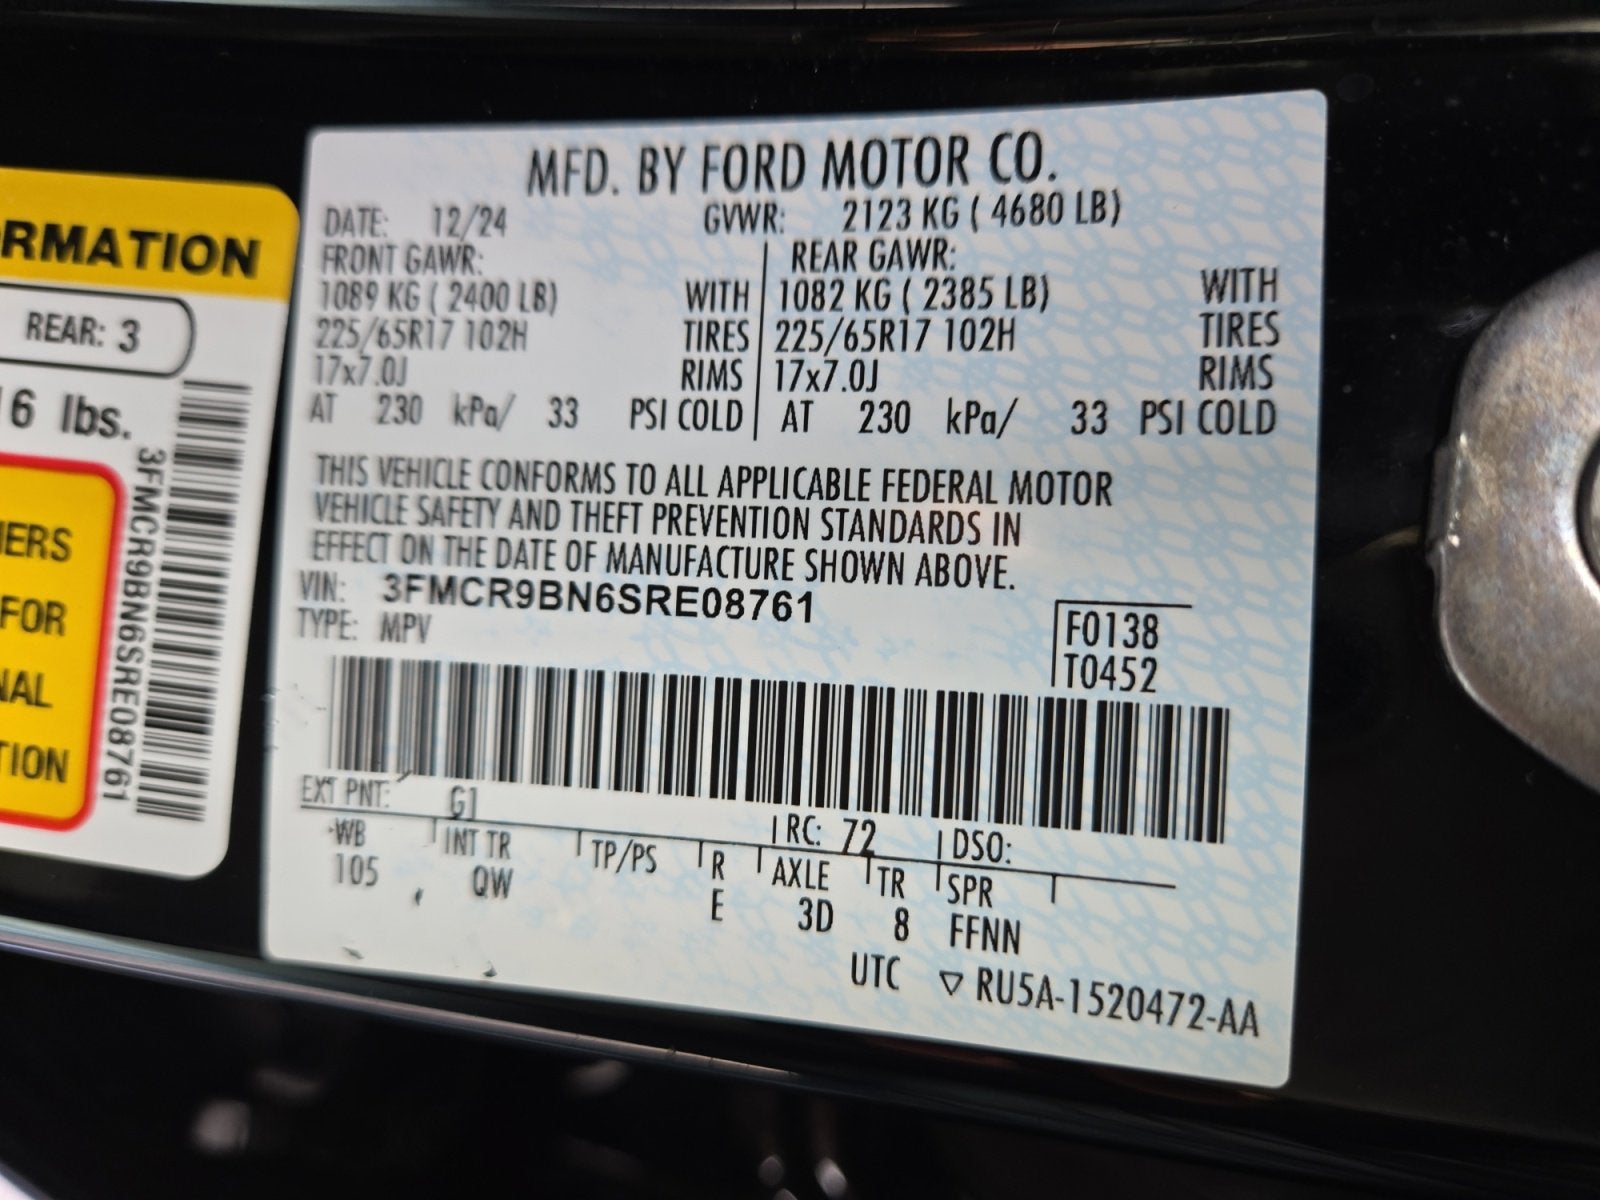 RMATION
REAR: 3
16 lbs.
3FMCR9BN6SRE08761
IERS
FOR
NAL
TION
MFD. BY FORD MOTOR CO.
DATE: 12/24 GVWR: 2123 KG ( 4680 LB)
FRONT GAWR: REAR GAWR:
1089 KG ( 2400 LB) WITH 1082 KG ( 2385 LB) WITH
225/65R17 102H TIRES 225/65R17 102H TIRES
17x7.0J RIMS 17x7.0J RIMS
AT 230 kPa/ 33 PSI COLD AT 230 kPa/ 33 PSI COLD
THIS VEHICLE CONFORMS TO ALL APPLICABLE FEDERAL MOTOR
VEHICLE SAFETY AND THEFT PREVENTION STANDARDS IN
EFFECT ON THE DATE OF MANUFACTURE SHOWN ABOVE.
VIN: 3FMCR9BN6SRE08761
TYPE: MPV
F0138
T0452
EXT PNT: G1 RC: 72 DSO:
WB INT TR TP/PS R AXLE TR SPR
105 QW E 3D 8 FFNN
UTC ▽ RU5A-1520472-AA